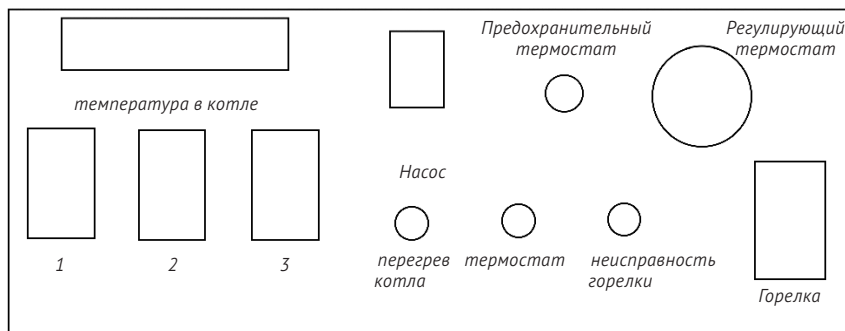 Предохранительный
термостат
Регулирующий
термостат
температура в котле
Насос
1
2
3
перегрев
котла
термостат
неисправность
горелки
Горелка